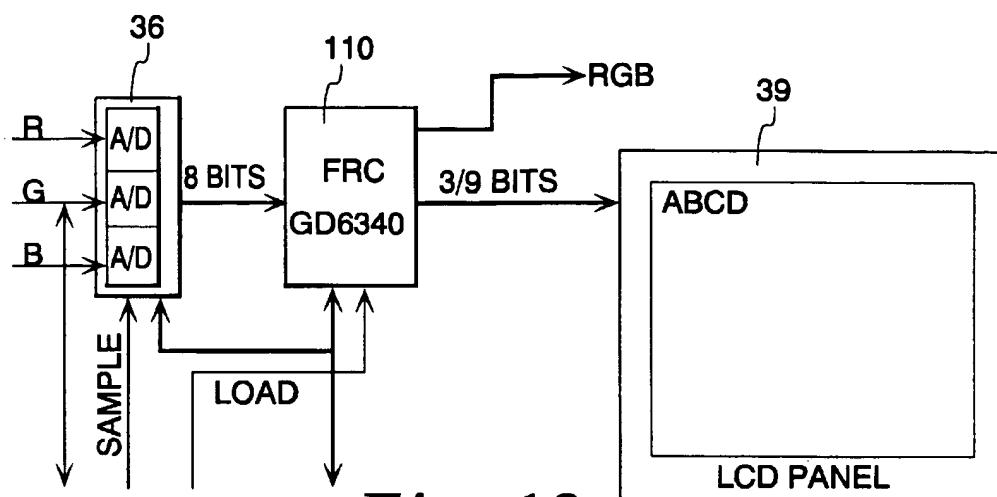 36
110
RGB
39
R
A/D
8 BITS
FRC
3/9 BITS
ABCD
G
A/D
GD6340
B
A/D
SAMPLE
LOAD
LCD PANEL